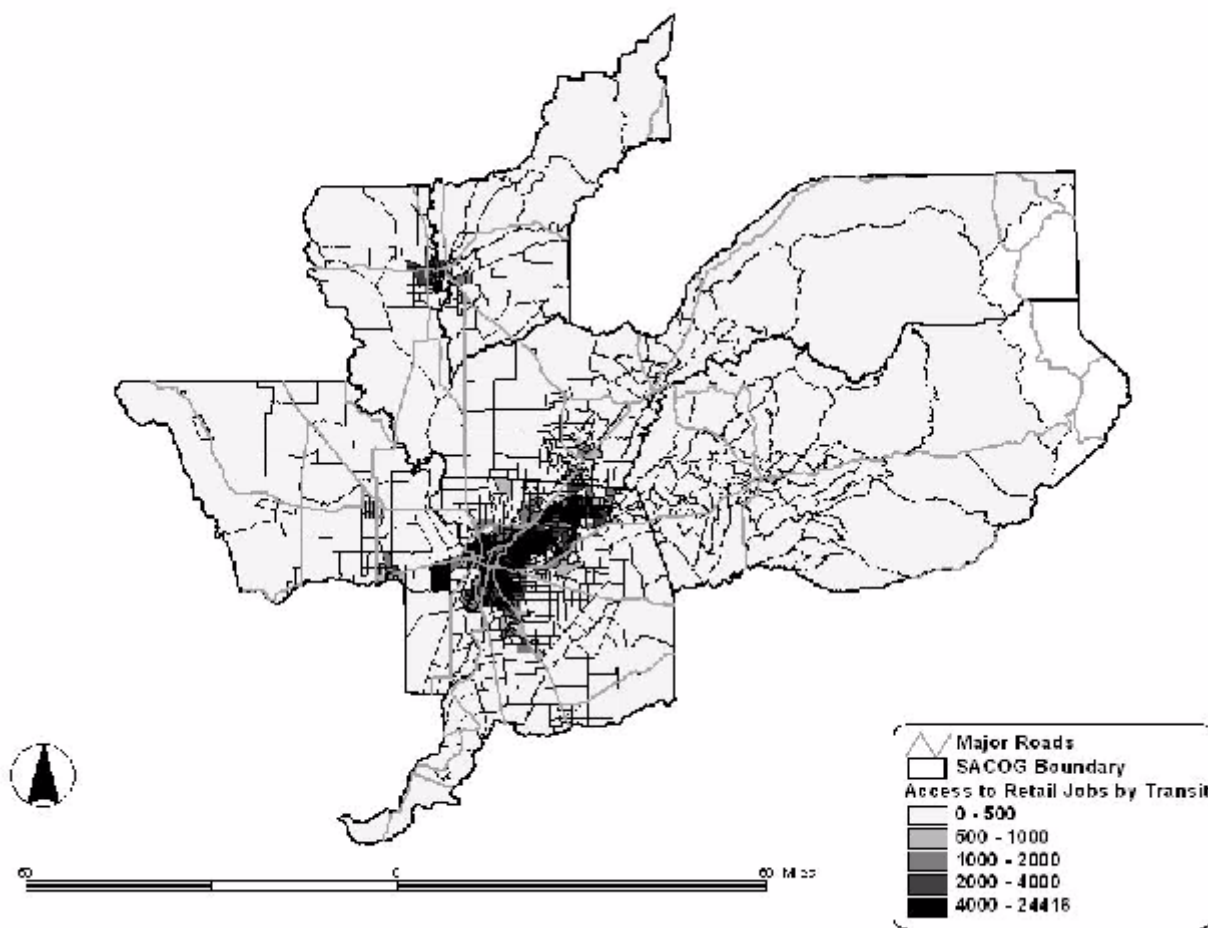 Major Roads
SACOG Boundary
Access to Retail Jobs by Transit
0 - 500
500 - 1000
1000 - 2000
2000 - 4000
4000 - 24416
60 0 60 Miles